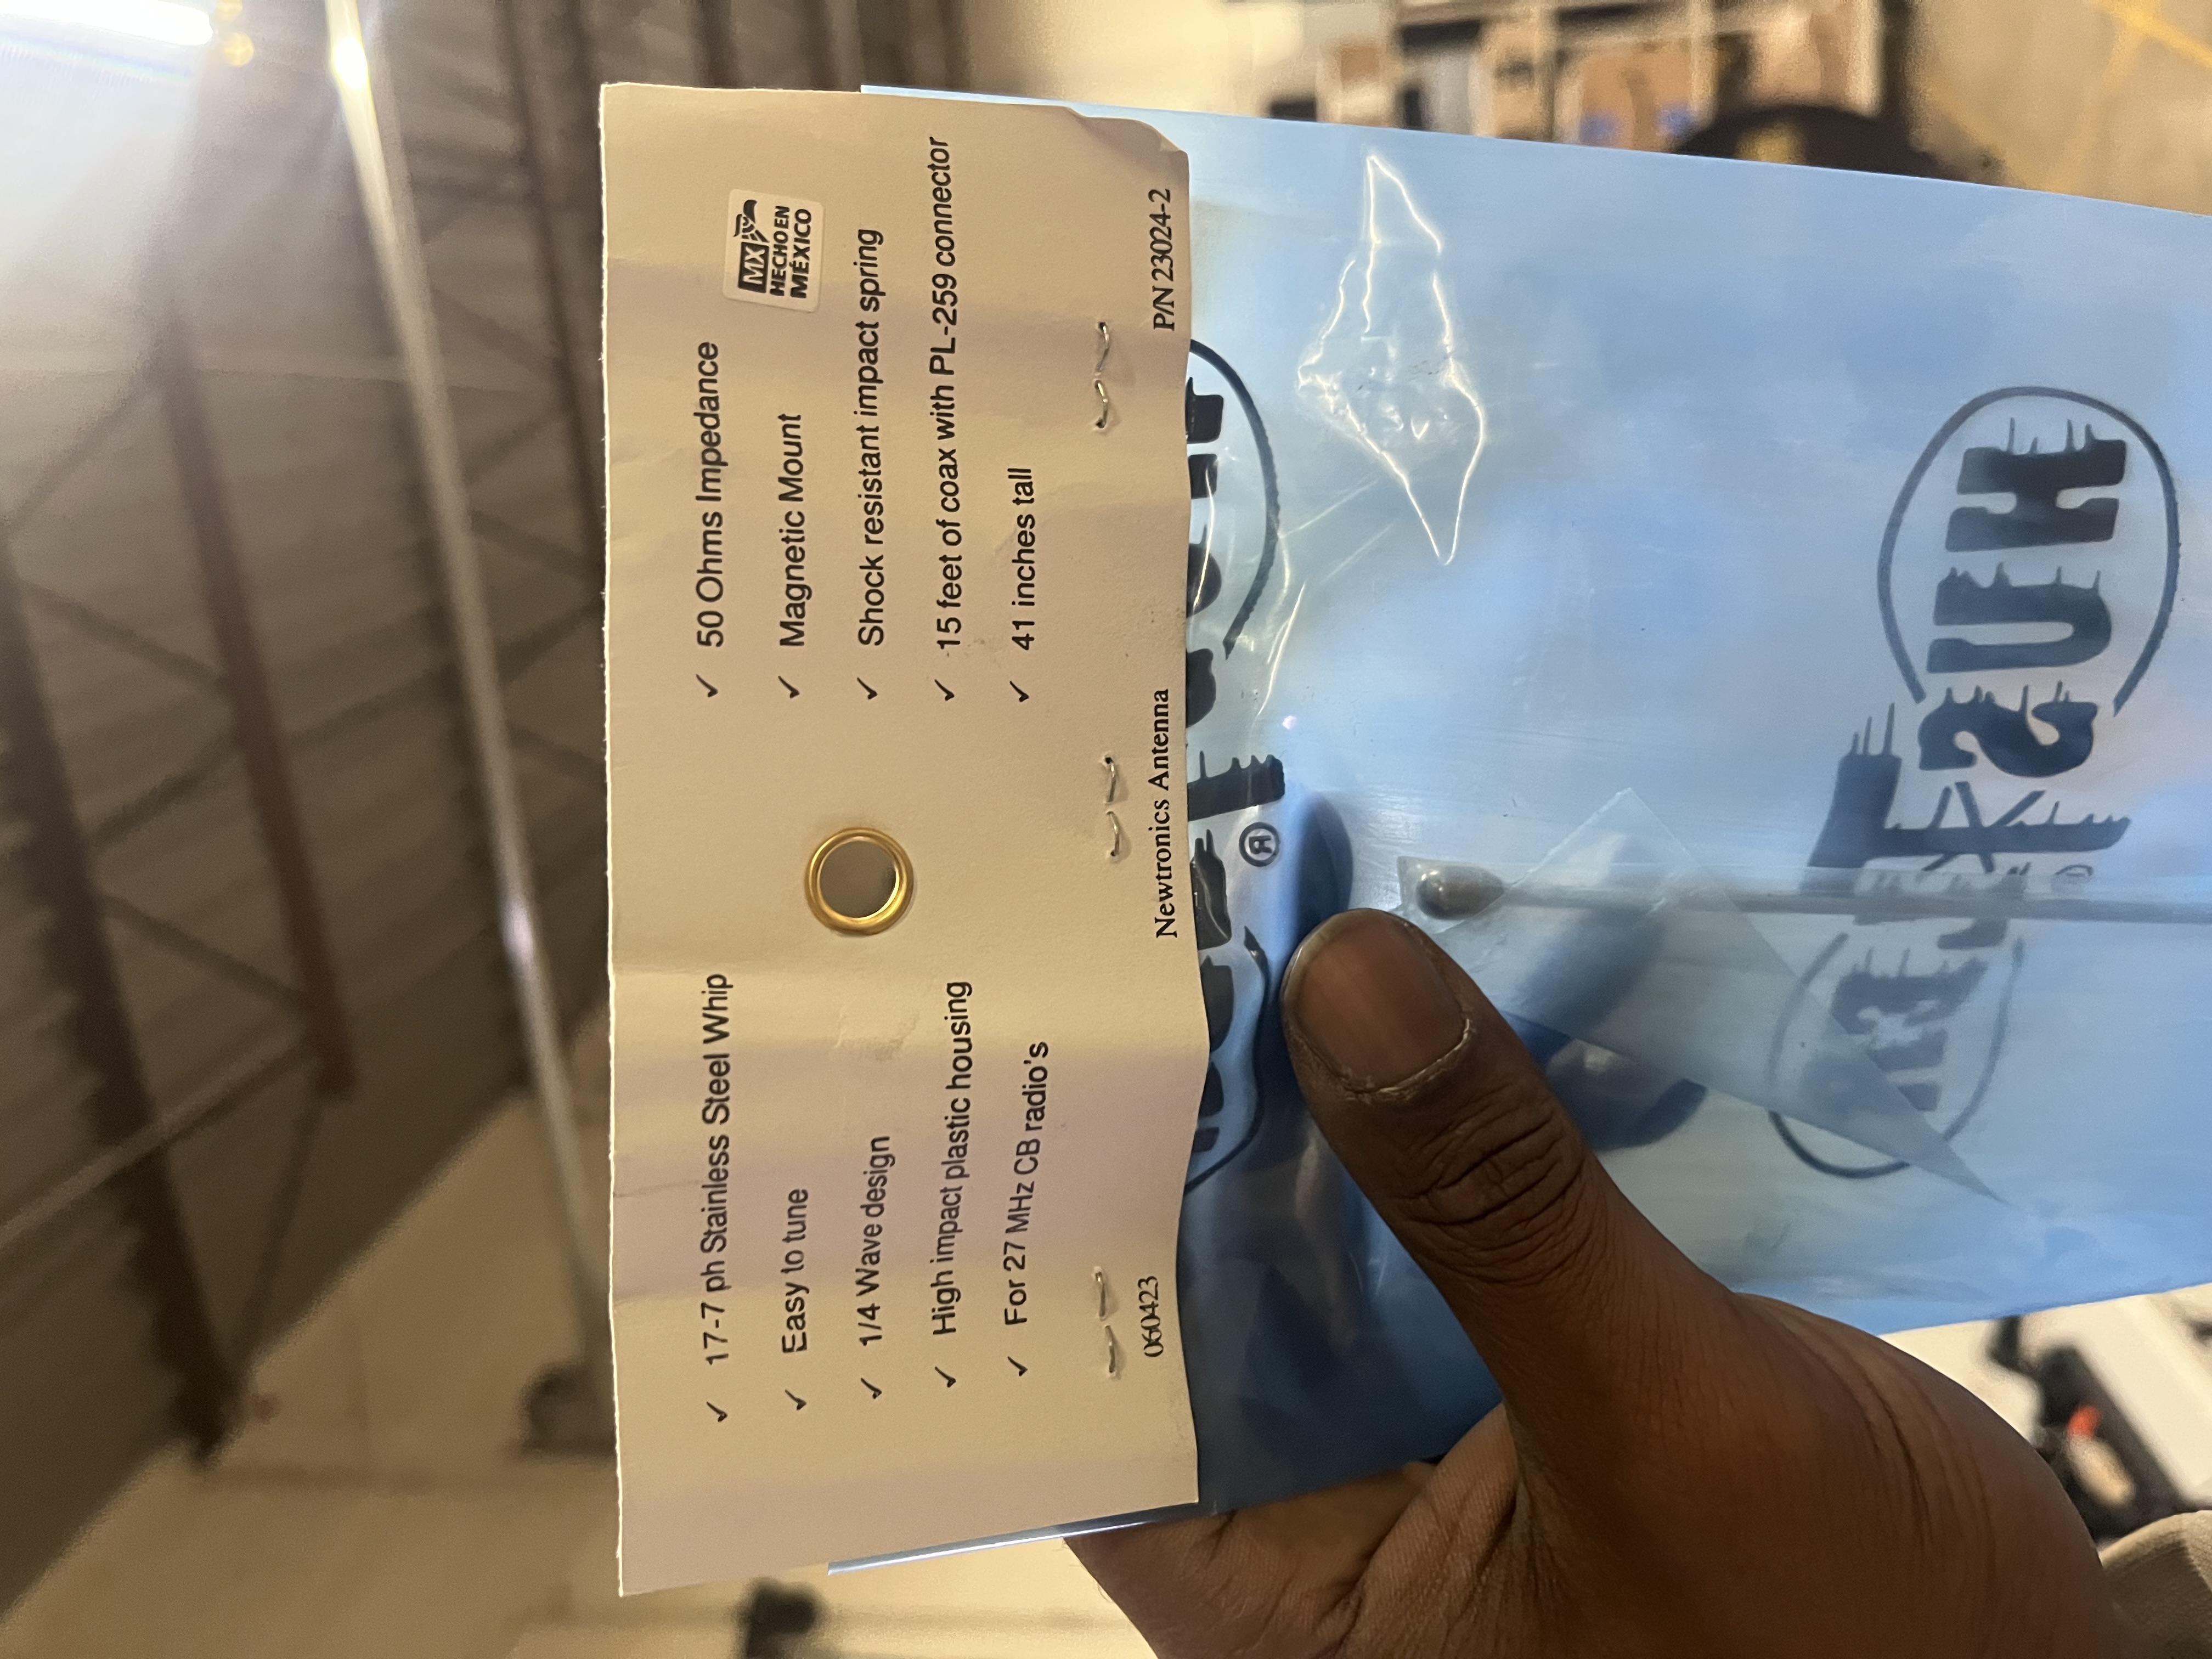 ✓ 17-7 ph Stainless Steel Whip
✓ Easy to tune
✓ 1/4 Wave design
✓ High impact plastic housing
✓ For 27 MHz CB radio's
✓ 50 Ohms Impedance
✓ Magnetic Mount
✓ Shock resistant impact spring
✓ 15 feet of coax with PL-259 connector
✓ 41 inches tall
MX
HECHO EN
MÉXICO
060423
Newtronics Antenna
P/N 23024-2
®
HUSTLER